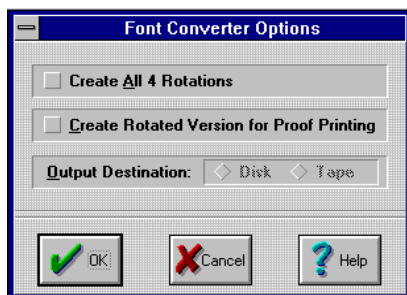 Font Converter Options
Create All 4 Rotations
Create Rotated Version for Proof Printing
Output Destination: Disk Tape
OK Cancel Help